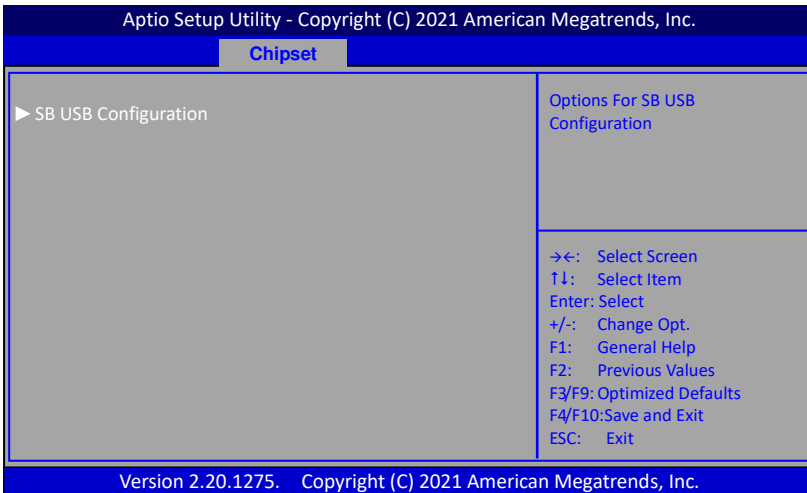 Aptio Setup Utility - Copyright (C) 2021 American Megatrends, Inc.
Chipset
► SB USB Configuration
Options For SB USB
Configuration
→←: Select Screen
↑↓: Select Item
Enter: Select
+/-: Change Opt.
F1: General Help
F2: Previous Values
F3/F9: Optimized Defaults
F4/F10:Save and Exit
ESC: Exit
Version 2.20.1275. Copyright (C) 2021 American Megatrends, Inc.